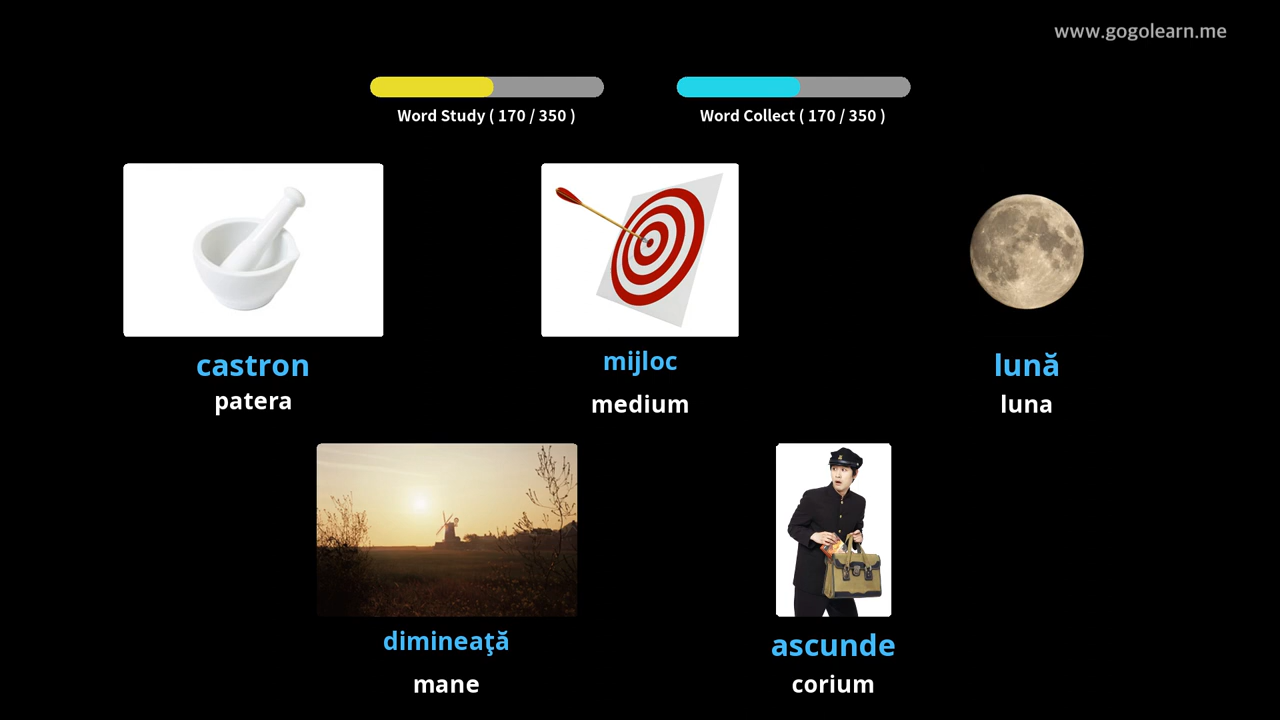 www.gogolearn.me
Word Study ( 170 / 350 )
Word Collect ( 170 / 350 )
castron
patera
mijloc
medium
lună
luna
dimineaţă
mane
ascunde
corium